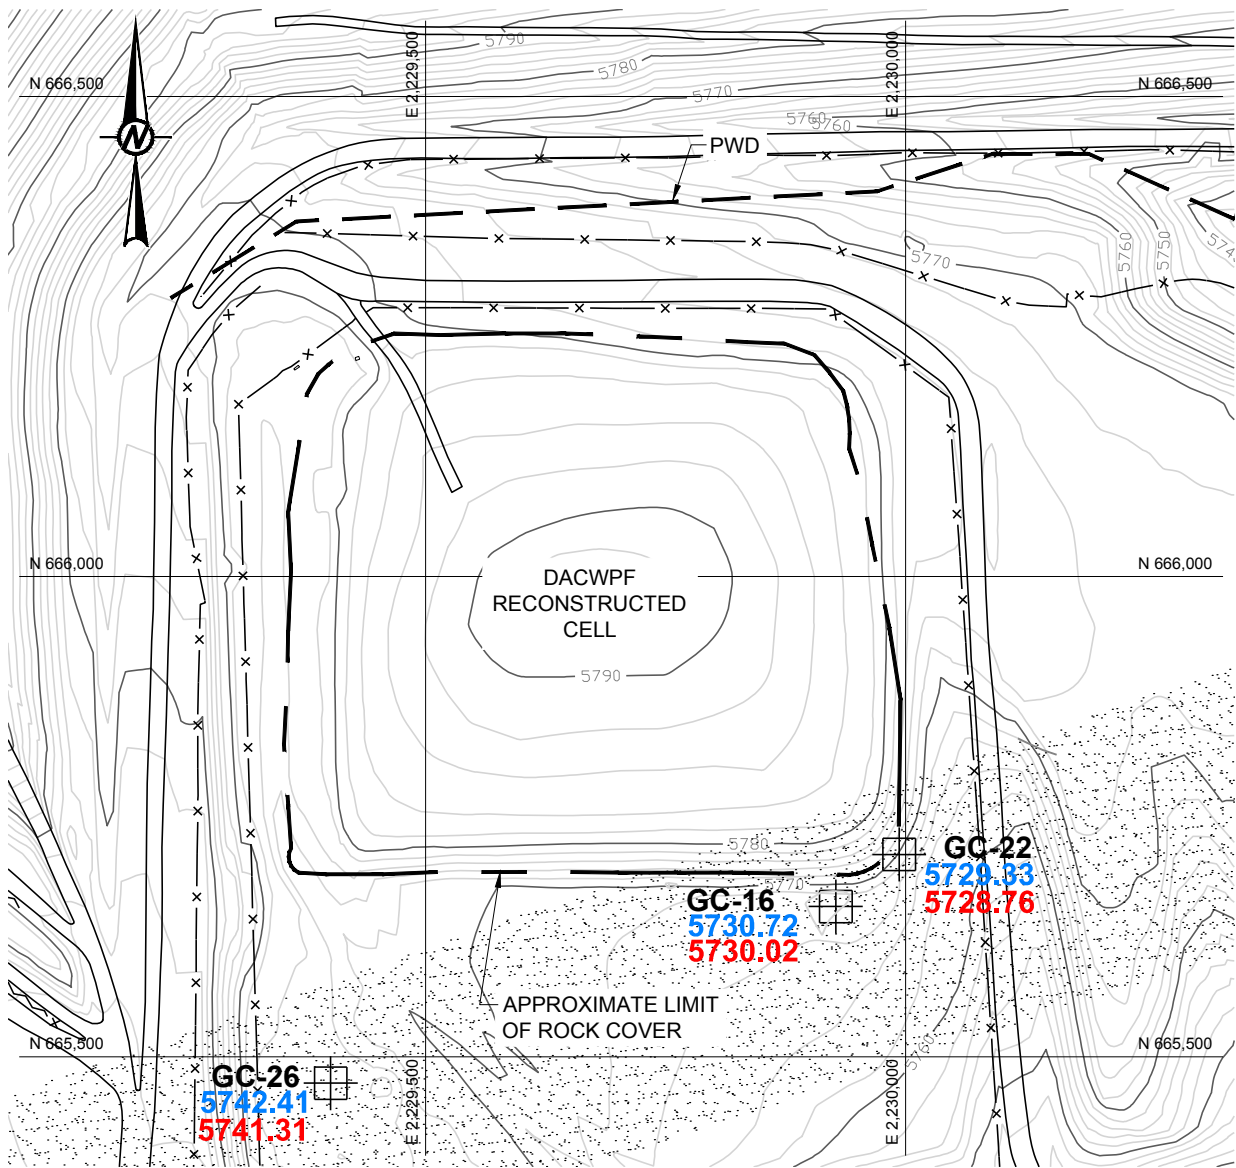 5790
5780
5770
5760
5760
E 2,229,500
E 2,230,000
N 666,500
N 666,500
N
PWD
5770
5760
5750
N 666,000
N 666,000
DACWPF
RECONSTRUCTED
CELL
5790
5780
5770
GC-22
5729.33
5728.76
GC-16
5730.72
5730.02
APPROXIMATE LIMIT
OF ROCK COVER
5760
N 665,500
N 665,500
GC-26
5742.41
5741.31
E 2,229,500
E 2,230,000